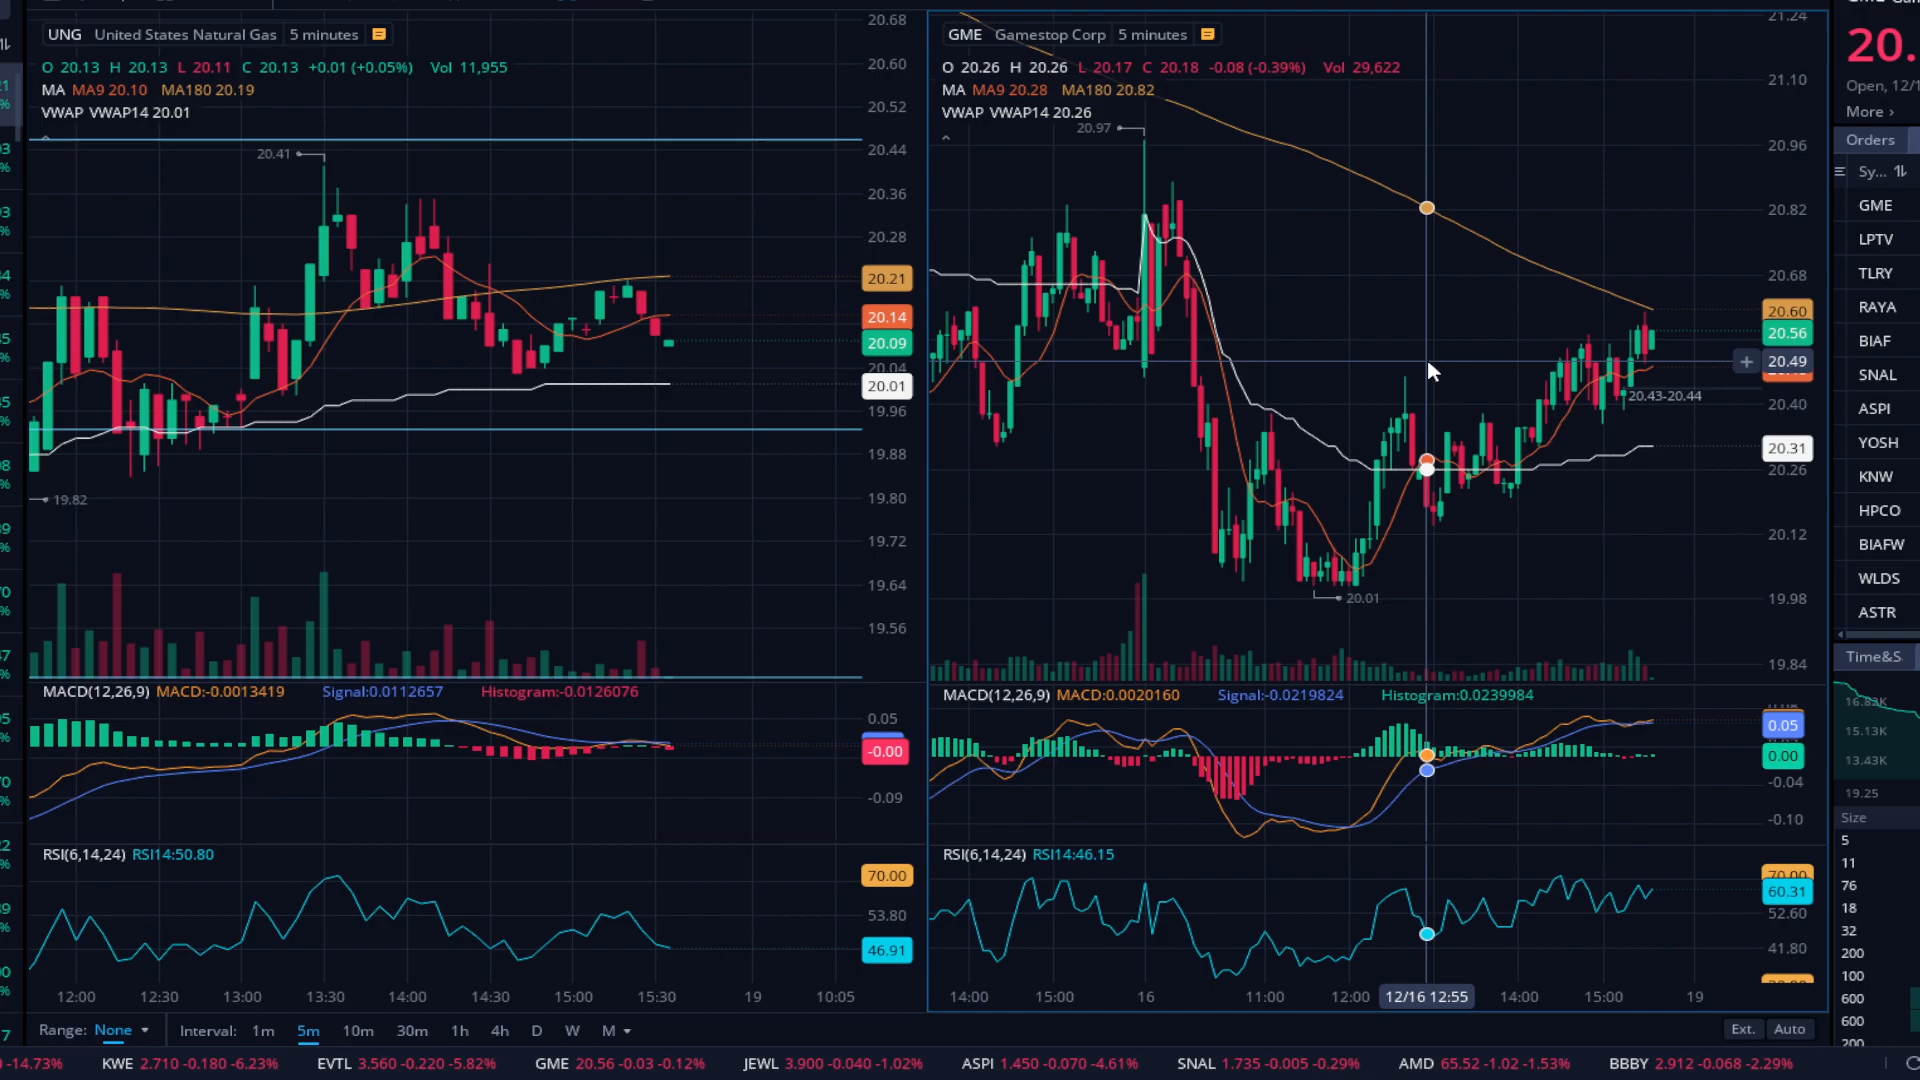 UNG United States Natural Gas 5 minutes
O 20.13 H 20.13 L 20.11 C 20.13 +0.01 (+0.05%) Vol 11,955
MA MA9 20.10 MA180 20.19
VWAP VWAP14 20.01
20.41
19.82
20.68
20.60
20.52
20.44
20.36
20.28
20.21
20.14
20.09
20.04
20.01
19.96
19.88
19.80
19.72
19.64
19.56
MACD(12,26,9) MACD:-0.0013419 Signal:0.0112657 Histogram:-0.0126076
0.05
-0.00
-0.09
RSI(6,14,24) RSI14:50.80
70.00
53.80
46.91
12:00 12:30 13:00 13:30 14:00 14:30 15:00 15:30 19 10:05
GME Gamestop Corp 5 minutes
O 20.26 H 20.26 L 20.17 C 20.18 -0.08 (-0.39%) Vol 29,622
MA MA9 20.28 MA180 20.82
VWAP VWAP14 20.26
20.97
20.01
20.43-20.44
21.24
21.10
20.96
20.82
20.68
20.60
20.56
20.49
20.40
20.31
20.26
20.12
19.98
19.84
MACD(12,26,9) MACD:0.0020160 Signal:-0.0219824 Histogram:0.0239984
0.05
0.00
-0.04
-0.10
RSI(6,14,24) RSI14:46.15
70.00
60.31
52.60
41.80
14:00 15:00 16 11:00 12:00 12/16 12:55 14:00 15:00 19
Range: None Interval: 1m 5m 10m 30m 1h 4h D W M
Ext. Auto
20.
Open, 12/1
More ›
Orders
Sy...
GME
LPTV
TLRY
RAYA
BIAF
SNAL
ASPI
YOSH
KNW
HPCO
BIAFW
WLDS
ASTR
Time&S
16.82K
15.13K
13.43K
19.25
Size
5
11
76
18
32
200
100
600
600
200
-14.73% KWE 2.710 -0.180 -6.23% EVTL 3.560 -0.220 -5.82% GME 20.56 -0.03 -0.12% JEWL 3.900 -0.040 -1.02% ASPI 1.450 -0.070 -4.61% SNAL 1.735 -0.005 -0.29% AMD 65.52 -1.02 -1.53% BBBY 2.912 -0.068 -2.29%